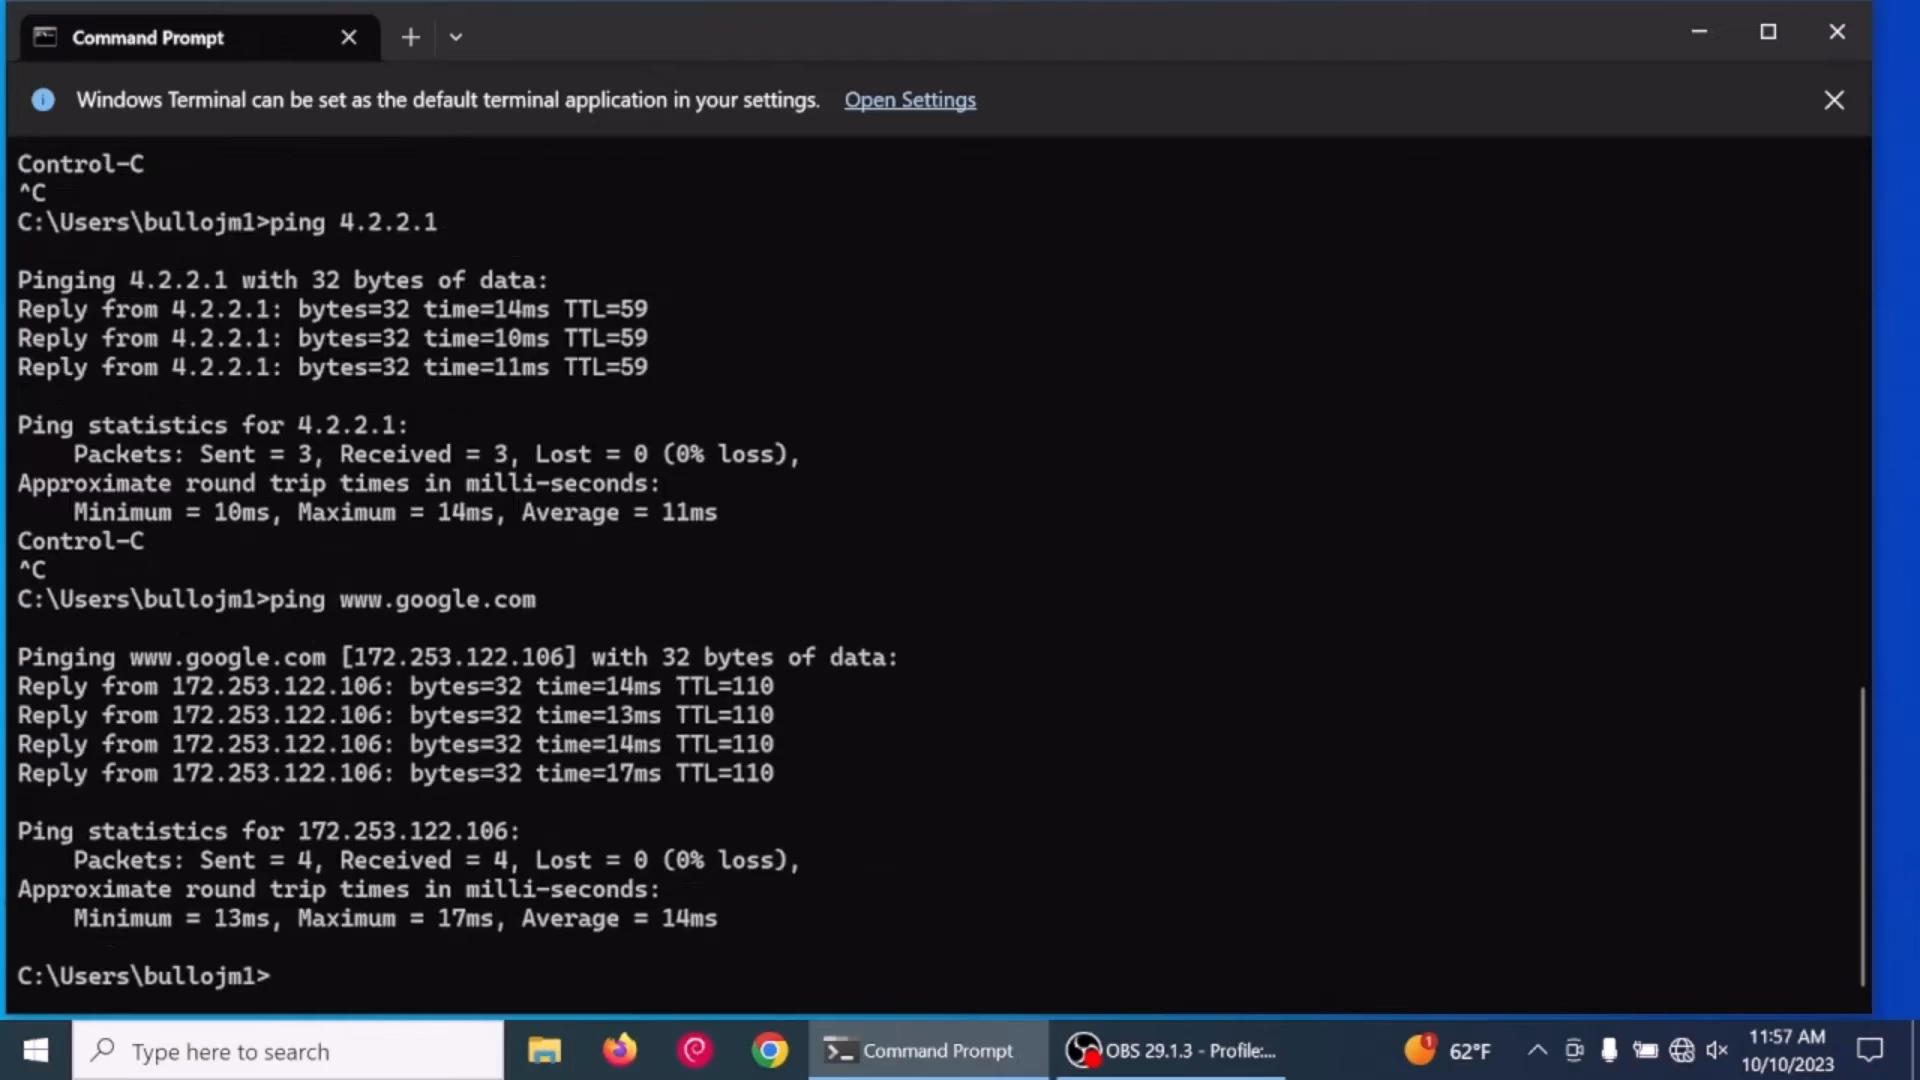 Command Prompt
Windows Terminal can be set as the default terminal application in your settings. Open Settings
Control-C
^C
C:\Users\bullojm1>ping 4.2.2.1
Pinging 4.2.2.1 with 32 bytes of data:
Reply from 4.2.2.1: bytes=32 time=14ms TTL=59
Reply from 4.2.2.1: bytes=32 time=10ms TTL=59
Reply from 4.2.2.1: bytes=32 time=11ms TTL=59
Ping statistics for 4.2.2.1:
    Packets: Sent = 3, Received = 3, Lost = 0 (0% loss),
Approximate round trip times in milli-seconds:
    Minimum = 10ms, Maximum = 14ms, Average = 11ms
Control-C
^C
C:\Users\bullojm1>ping www.google.com
Pinging www.google.com [172.253.122.106] with 32 bytes of data:
Reply from 172.253.122.106: bytes=32 time=14ms TTL=110
Reply from 172.253.122.106: bytes=32 time=13ms TTL=110
Reply from 172.253.122.106: bytes=32 time=14ms TTL=110
Reply from 172.253.122.106: bytes=32 time=17ms TTL=110
Ping statistics for 172.253.122.106:
    Packets: Sent = 4, Received = 4, Lost = 0 (0% loss),
Approximate round trip times in milli-seconds:
    Minimum = 13ms, Maximum = 17ms, Average = 14ms
C:\Users\bullojm1>
Type here to search
Command Prompt
OBS 29.1.3 - Profile:...
1
62°F
11:57 AM
10/10/2023